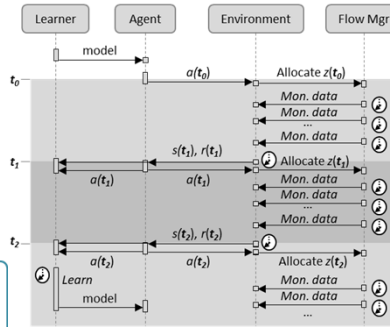 Learner Agent Environment Flow Mgr
model
t0 a(t0) Allocate z(t0)
Mon. data
Mon. data
...
Mon. data
s(t1), r(t1)
t1 Allocate z(t1)
a(t1) a(t1) Mon. data
Mon. data
...
Mon. data
s(t2), r(t2)
t2
a(t2) a(t2) Allocate z(t2)
Learn Mon. data
model Mon. data
...